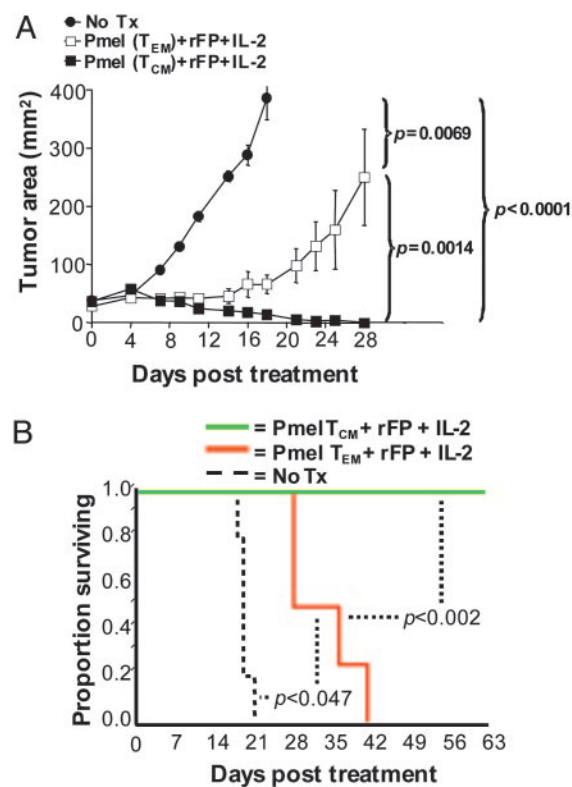 A
No Tx
Pmel (TEM)+rFP+IL-2
Pmel (TCM)+rFP+IL-2
Tumor area (mm2)
400
300
200
100
0
0 4 8 12 16 20 24 28
p=0.0069
p=0.0014
p<0.0001
Days post treatment
B
= Pmel TCM + rFP + IL-2
= Pmel TEM + rFP + IL-2
= No Tx
Proportion surviving
1.0
0.8
0.6
0.4
0.2
0.0
p<0.002
p<0.047
0 7 14 21 28 35 42 49 56 63
Days post treatment